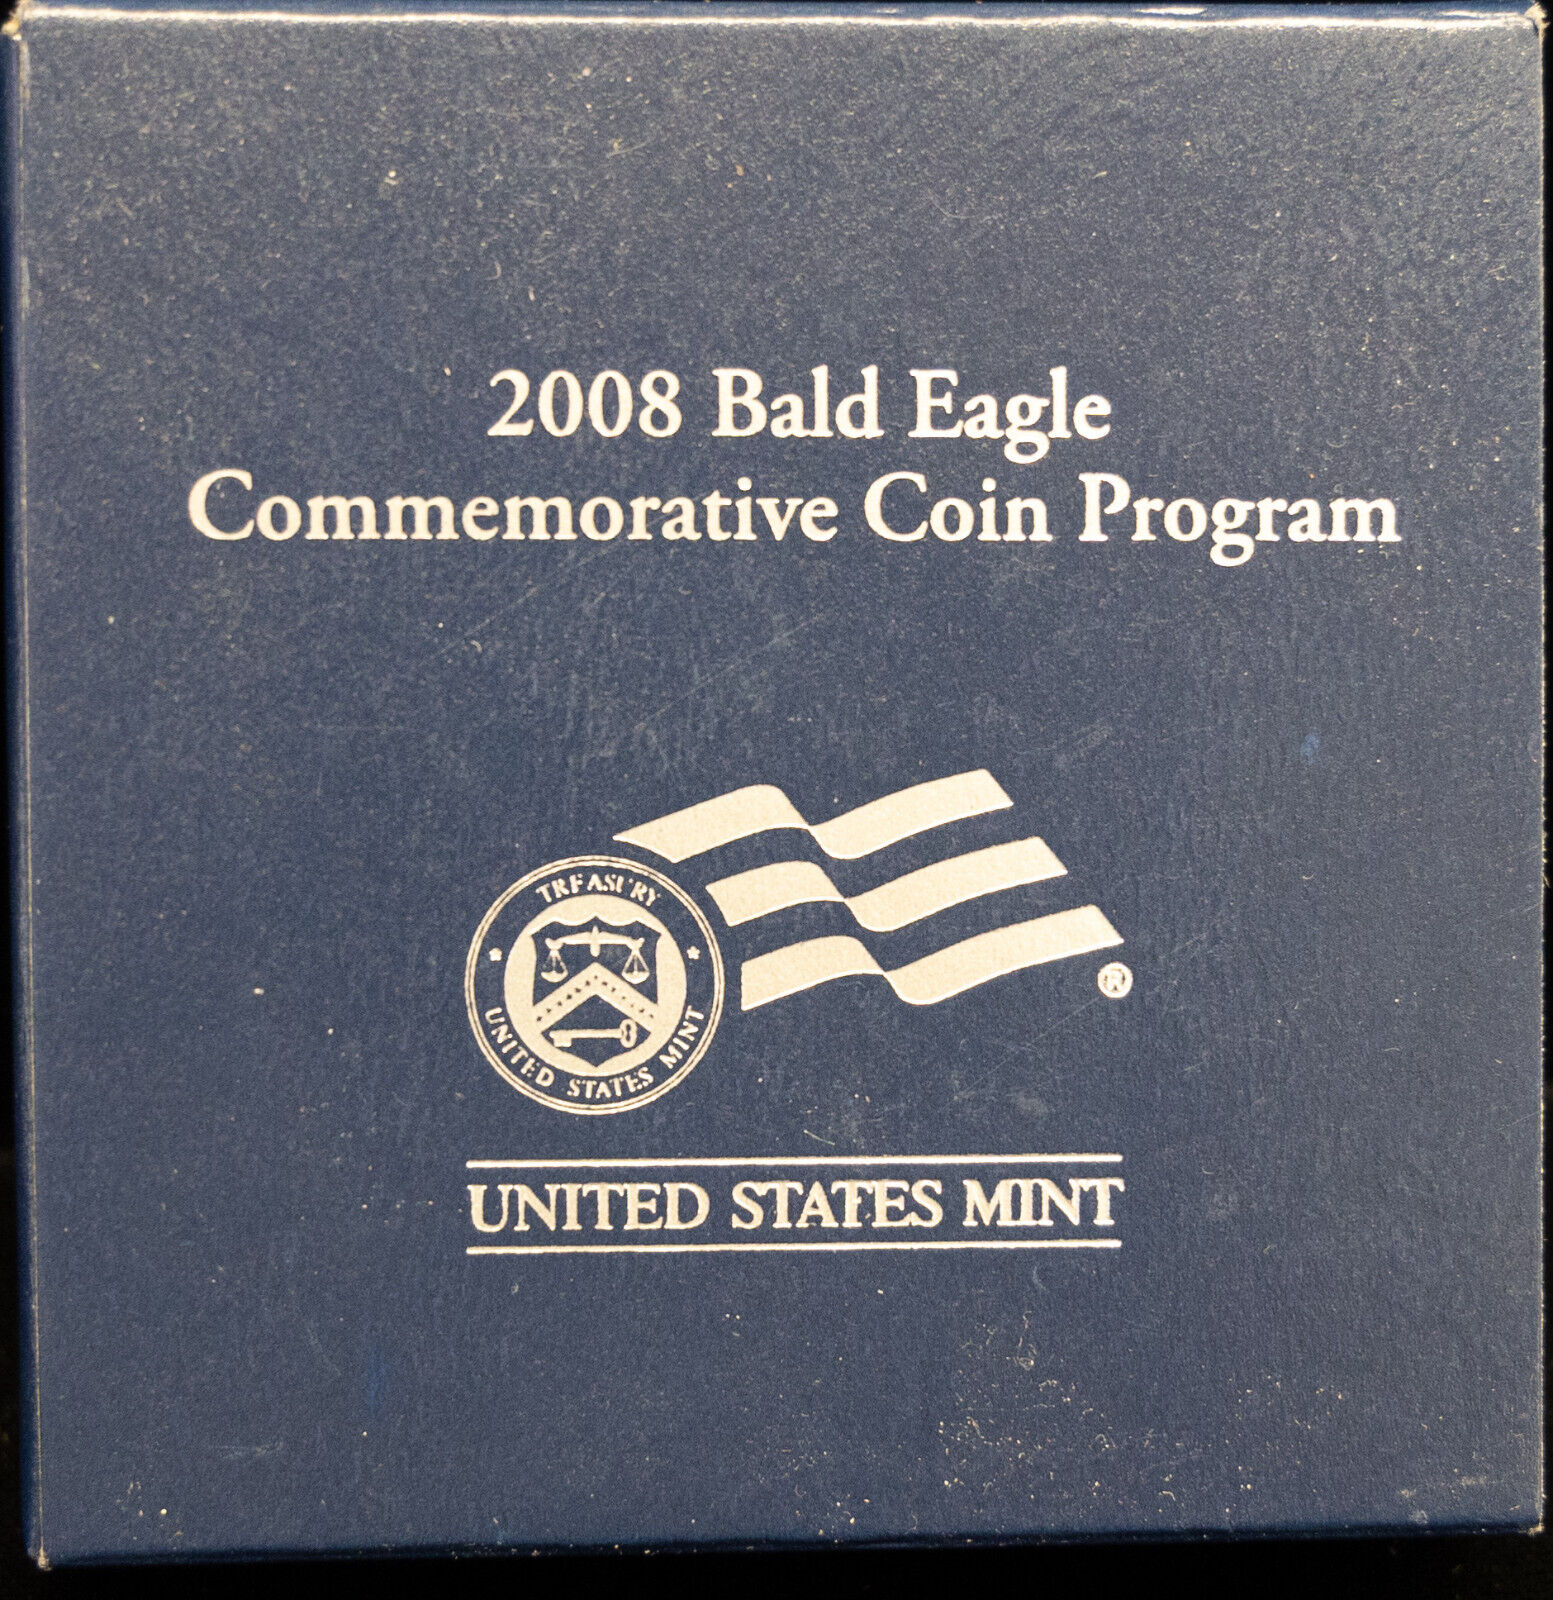 2008 Bald Eagle
Commemorative Coin Program
TREASURY
UNITED STATES MINT
®
UNITED STATES MINT